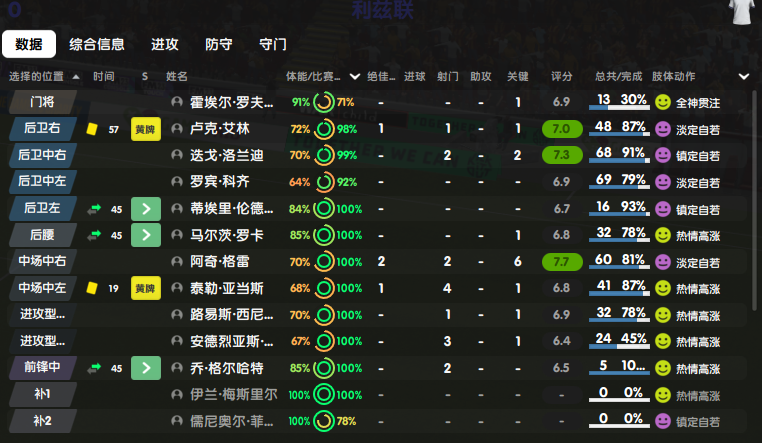 0 利兹联
数据 综合信息 进攻 防守 守门
选择的位置 时间 S 姓名 体能/比赛... 绝佳... 进球 射门 助攻 关键 评分 总共/完成 肢体动作
门将 霍埃尔·罗夫... 91% 71% - - - 1 6.9 13 30% 全神贯注
后卫右 57 黄牌 卢克·艾林 72% 98% 1 - - 1 7.0 48 87% 淡定自若
后卫中右 迭戈·洛兰迪 70% 99% - 2 - 2 7.3 68 91% 镇定自若
后卫中左 罗宾·科齐 64% 92% - - - - 6.9 69 79% 淡定自若
后卫左 45 蒂埃里·伦德... 84% 100% - - - - 6.7 16 93% 镇定自若
后腰 45 马尔茨·罗卡 85% 100% - - - 1 6.8 32 78% 热情高涨
中场中右 阿奇·格雷 70% 100% 2 2 - 6 7.7 60 81% 淡定自若
中场中左 19 黄牌 泰勒·亚当斯 68% 100% 1 4 - 1 6.8 41 87% 热情高涨
进攻型... 路易斯·西尼... 70% 100% - 1 - 1 6.9 32 78% 热情高涨
进攻型... 安德烈亚斯·... 67% 100% - 3 - 1 6.4 24 45% 热情高涨
前锋中 45 乔·格尔哈特 85% 100% - 2 - - 6.5 5 10... 热情高涨
补1 伊兰·梅斯里尔 100% 100% - - - - - 0 0% 热情高涨
补2 儒尼奥尔·菲... 100% 78% - - - - - 0 0% 镇定自若